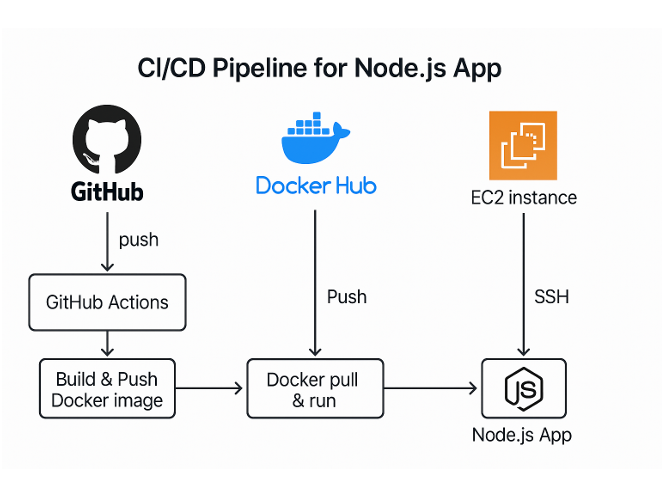 CI/CD Pipeline for Node.js App
GitHub
Docker Hub
EC2 instance
push
Push
SSH
GitHub Actions
Build & Push
Docker image
Docker pull
& run
JS
Node.js App